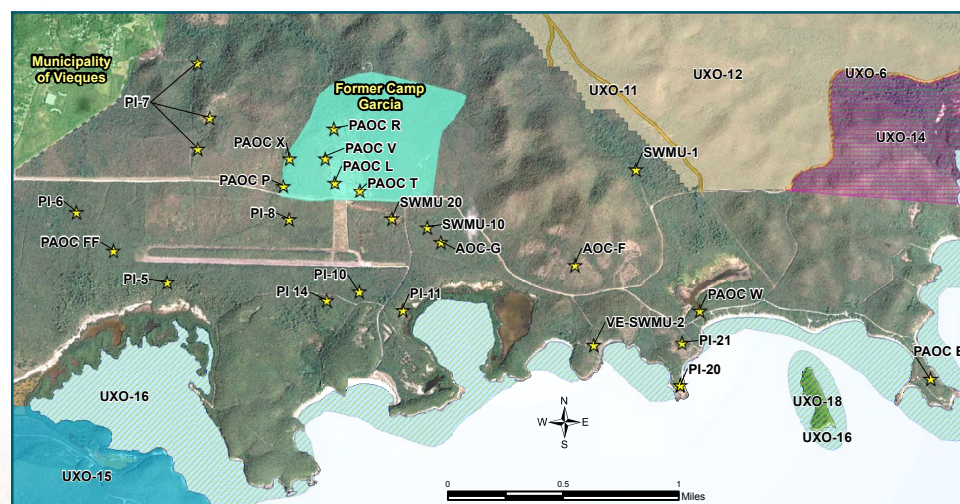 Municipality
of Vieques
PI-7
Former Camp
Garcia
PAOC R
PAOC X
PAOC V
PAOC L
PAOC P
PAOC T
UXO-11
UXO-12
UXO-6
UXO-14
SWMU-1
PI-6
PI-8
SWMU 20
SWMU-10
AOC-G
AOC-F
PAOC FF
PI-5
PI-10
PI 14
PI-11
PAOC W
VE-SWMU-2
PI-21
PI-20
PAOC E
UXO-16
UXO-18
UXO-16
UXO-15
N
W E
S
0 0.5 1
Miles